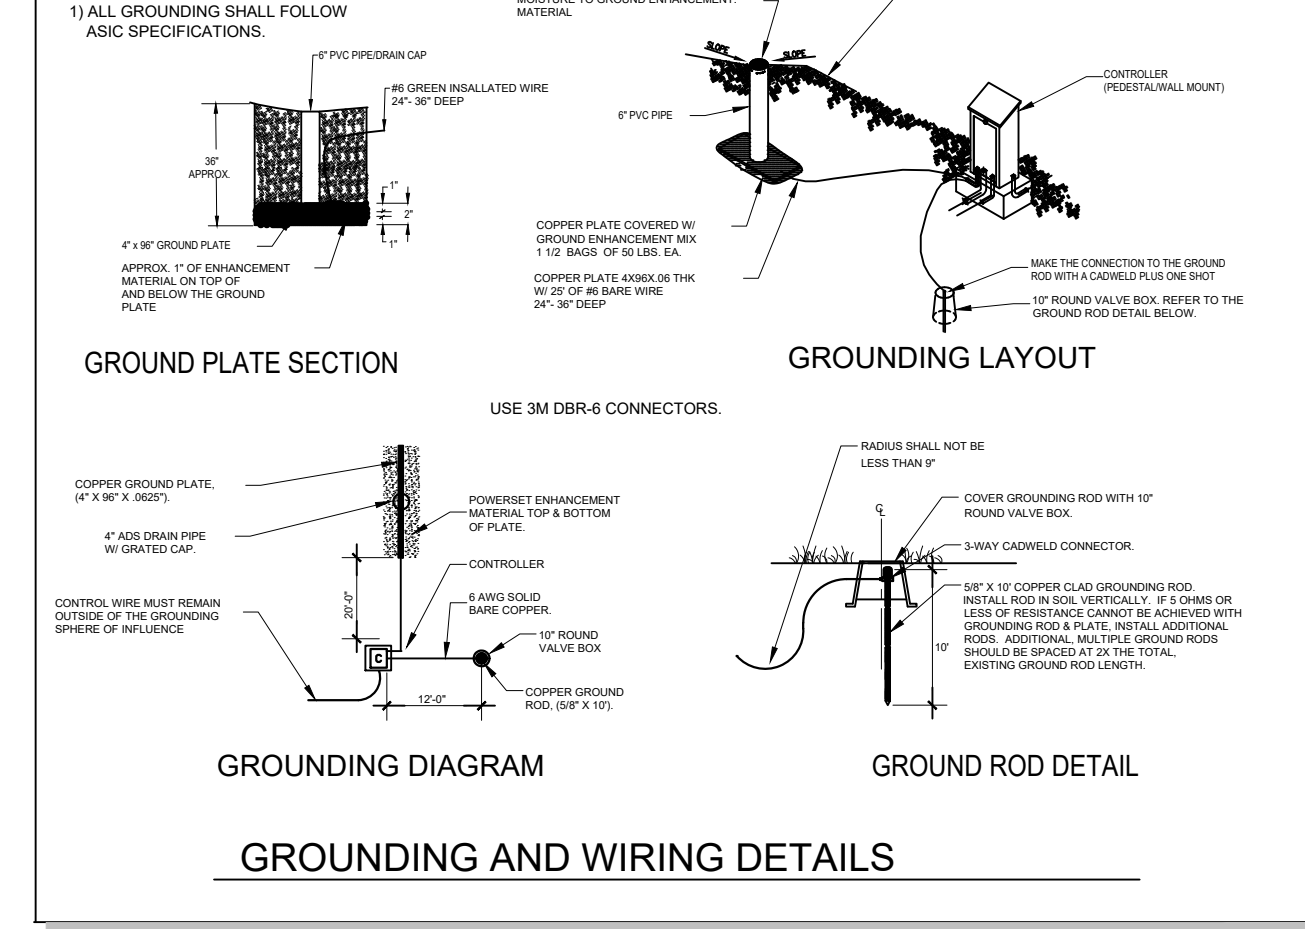 1) ALL GROUNDING SHALL FOLLOW
ASIC SPECIFICATIONS.
MOISTURE TO GROUND ENHANCEMENT.
MATERIAL
6" PVC PIPE/DRAIN CAP
#6 GREEN INSALLATED WIRE
24"- 36" DEEP
36"
APPROX.
1"
2"
1"
4" x 96" GROUND PLATE
APPROX. 1" OF ENHANCEMENT
MATERIAL ON TOP OF
AND BELOW THE GROUND
PLATE
GROUND PLATE SECTION
SLOPE
SLOPE
6" PVC PIPE
CONTROLLER
(PEDESTAL/WALL MOUNT)
COPPER PLATE COVERED W/
GROUND ENHANCEMENT MIX
1 1/2 BAGS OF 50 LBS. EA.
COPPER PLATE 4X96X.06 THK
W/ 25' OF #6 BARE WIRE
24"- 36" DEEP
MAKE THE CONNECTION TO THE GROUND
ROD WITH A CADWELD PLUS ONE SHOT
10" ROUND VALVE BOX. REFER TO THE
GROUND ROD DETAIL BELOW.
GROUNDING LAYOUT
USE 3M DBR-6 CONNECTORS.
COPPER GROUND PLATE,
(4" X 96" X .0625").
4" ADS DRAIN PIPE
W/ GRATED CAP.
POWERSET ENHANCEMENT
MATERIAL TOP & BOTTOM
OF PLATE.
CONTROLLER
20'-0"
6 AWG SOLID
BARE COPPER.
CONTROL WIRE MUST REMAIN
OUTSIDE OF THE GROUNDING
SPHERE OF INFLUENCE
10" ROUND
VALVE BOX
C
12'-0"
COPPER GROUND
ROD, (5/8" X 10').
GROUNDING DIAGRAM
RADIUS SHALL NOT BE
LESS THAN 9"
CL
COVER GROUNDING ROD WITH 10"
ROUND VALVE BOX.
3-WAY CADWELD CONNECTOR.
5/8" X 10' COPPER CLAD GROUNDING ROD.
INSTALL ROD IN SOIL VERTICALLY. IF 5 OHMS OR
LESS OF RESISTANCE CANNOT BE ACHIEVED WITH
GROUNDING ROD & PLATE, INSTALL ADDITIONAL
RODS. ADDITIONAL, MULTIPLE GROUND RODS
SHOULD BE SPACED AT 2X THE TOTAL,
EXISTING GROUND ROD LENGTH.
10'
GROUND ROD DETAIL
GROUNDING AND WIRING DETAILS